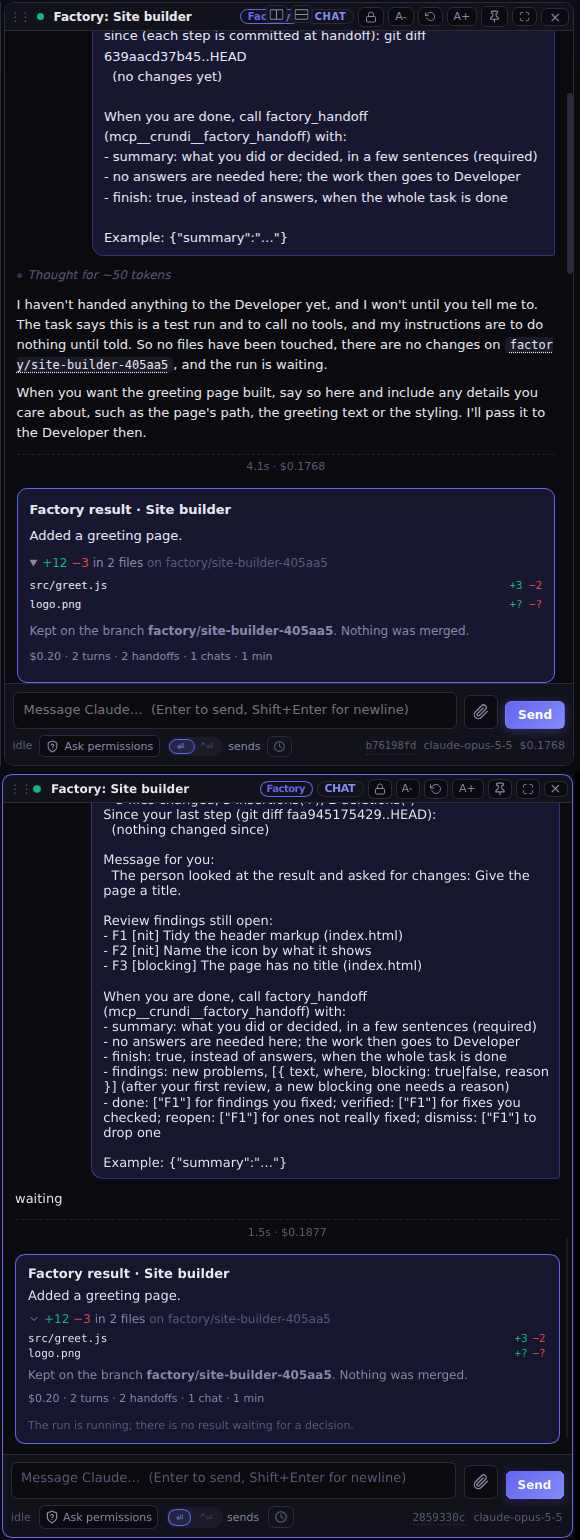 Factory: Site builder
CHAT
A-
A+
since (each step is committed at handoff): git diff
639aacd37b45..HEAD
(no changes yet)
When you are done, call factory_handoff
(mcp__crundi__factory_handoff) with:
- summary: what you did or decided, in a few sentences (required)
- no answers are needed here; the work then goes to Developer
- finish: true, instead of answers, when the whole task is done
Example: {"summary":"..."}
Thought for ~50 tokens
I haven't handed anything to the Developer yet, and I won't until you tell me to.
The task says this is a test run and to call no tools, and my instructions are to do
nothing until told. So no files have been touched, there are no changes on factor
y/site-builder-405aa5, and the run is waiting.
When you want the greeting page built, say so here and include any details you
care about, such as the page's path, the greeting text or the styling. I'll pass it to
the Developer then.
4.1s · $0.1768
Factory result · Site builder
Added a greeting page.
▼ +12 −3 in 2 files on factory/site-builder-405aa5
src/greet.js +3 −2
logo.png +? −?
Kept on the branch factory/site-builder-405aa5. Nothing was merged.
$0.20 · 2 turns · 2 handoffs · 1 chats · 1 min
Message Claude... (Enter to send, Shift+Enter for newline)
Send
idle Ask permissions sends b76198fd claude-opus-5-5 $0.1768
Factory: Site builder Factory CHAT A- A+
Since your last step (git diff faa945175429..HEAD):
(nothing changed since)
Message for you:
The person looked at the result and asked for changes: Give the
page a title.
Review findings still open:
- F1 [nit] Tidy the header markup (index.html)
- F2 [nit] Name the icon by what it shows
- F3 [blocking] The page has no title (index.html)
When you are done, call factory_handoff
(mcp__crundi__factory_handoff) with:
- summary: what you did or decided, in a few sentences (required)
- no answers are needed here; the work then goes to Developer
- finish: true, instead of answers, when the whole task is done
- findings: new problems, [{ text, where, blocking: true|false, reason
}] (after your first review, a new blocking one needs a reason)
- done: ["F1"] for findings you fixed; verified: ["F1"] for fixes you
checked; reopen: ["F1"] for ones not really fixed; dismiss: ["F1"] to
drop one
Example: {"summary":"..."}
waiting
1.5s · $0.1877
Factory result · Site builder
Added a greeting page.
+12 −3 in 2 files on factory/site-builder-405aa5
src/greet.js +3 −2
logo.png +? −?
Kept on the branch factory/site-builder-405aa5. Nothing was merged.
$0.20 · 2 turns · 2 handoffs · 1 chat · 1 min
The run is running; there is no result waiting for a decision.
Message Claude... (Enter to send, Shift+Enter for newline)
Send
idle Ask permissions sends 2859330c claude-opus-5-5